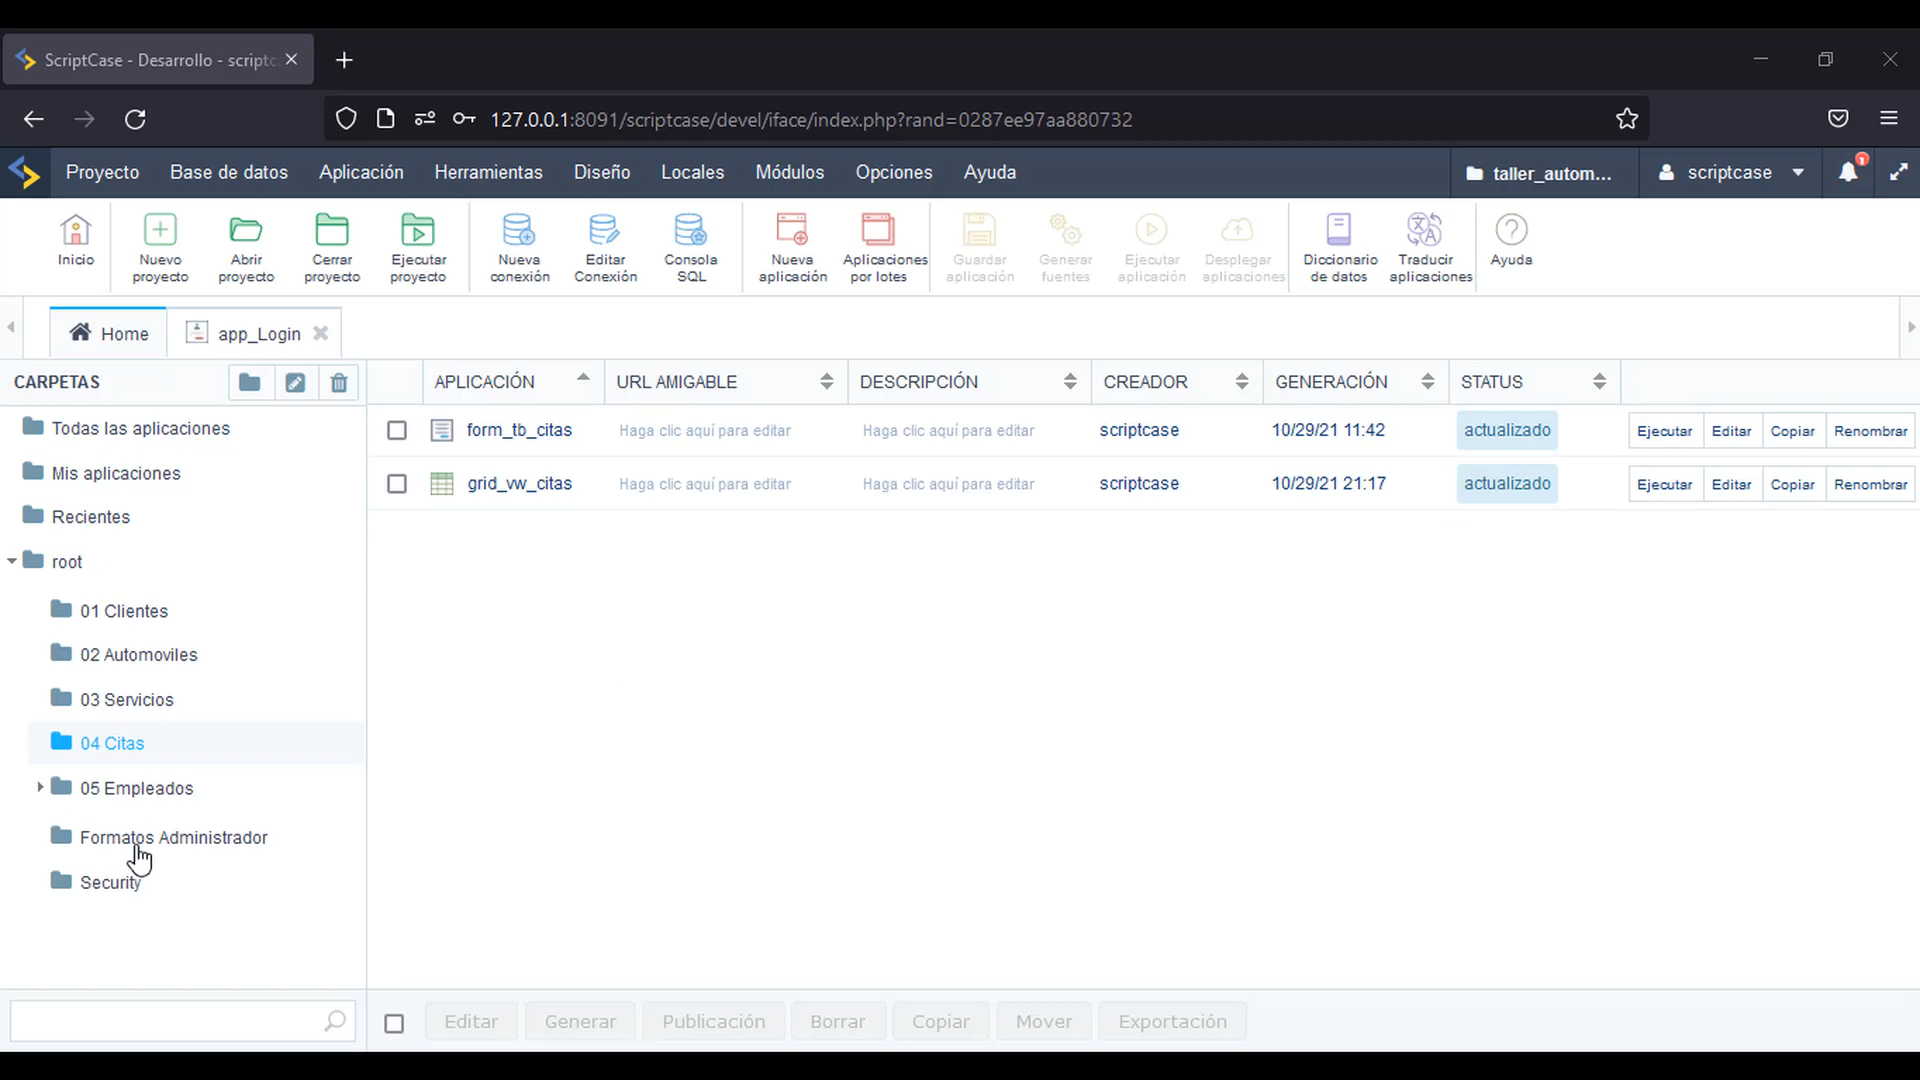 ScriptCase - Desarrollo - scriptc
127.0.0.1:8091/scriptcase/devel/iface/index.php?rand=0287ee97aa880732
Proyecto Base de datos Aplicación Herramientas Diseño Locales Módulos Opciones Ayuda taller_autom... scriptcase 1
Inicio
Nuevo proyecto
Abrir proyecto
Cerrar proyecto
Ejecutar proyecto
Nueva conexión
Editar Conexión
Consola SQL
Nueva aplicación
Aplicaciones por lotes
Guardar aplicación
Generar fuentes
Ejecutar aplicación
Desplegar aplicaciones
Diccionario de datos
Traducir aplicaciones
Ayuda
Home app_Login
CARPETAS
Todas las aplicaciones
Mis aplicaciones
Recientes
root
01 Clientes
02 Automoviles
03 Servicios
04 Citas
05 Empleados
Formatos Administrador
Security
APLICACIÓN URL AMIGABLE DESCRIPCIÓN CREADOR GENERACIÓN STATUS
form_tb_citas Haga clic aquí para editar Haga clic aquí para editar scriptcase 10/29/21 11:42 actualizado Ejecutar Editar Copiar Renombrar
grid_vw_citas Haga clic aquí para editar Haga clic aquí para editar scriptcase 10/29/21 21:17 actualizado Ejecutar Editar Copiar Renombrar
Editar Generar Publicación Borrar Copiar Mover Exportación